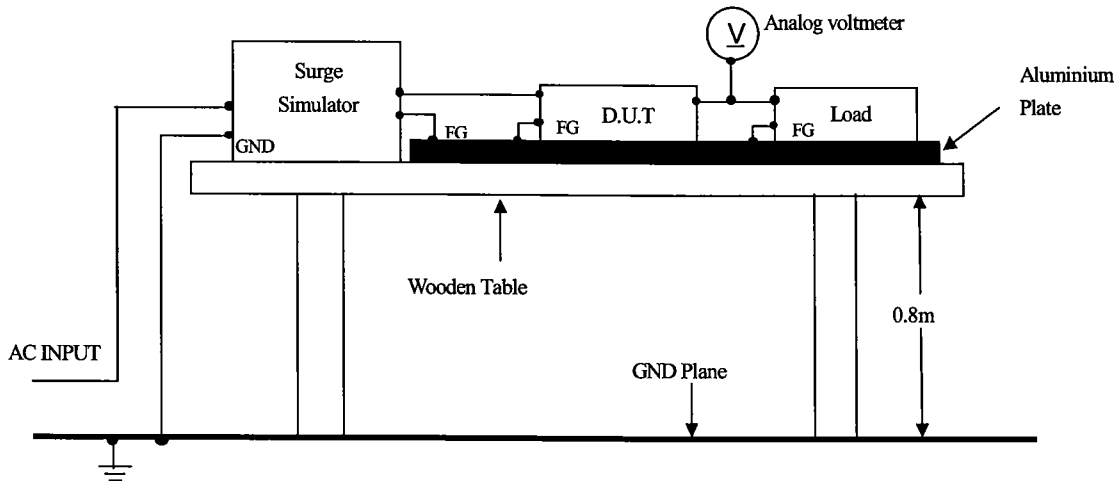 Analog voltmeter
V
Surge
Simulator
Aluminium
Plate
D.U.T
Load
FG
FG
FG
GND
Wooden Table
0.8m
AC INPUT
GND Plane